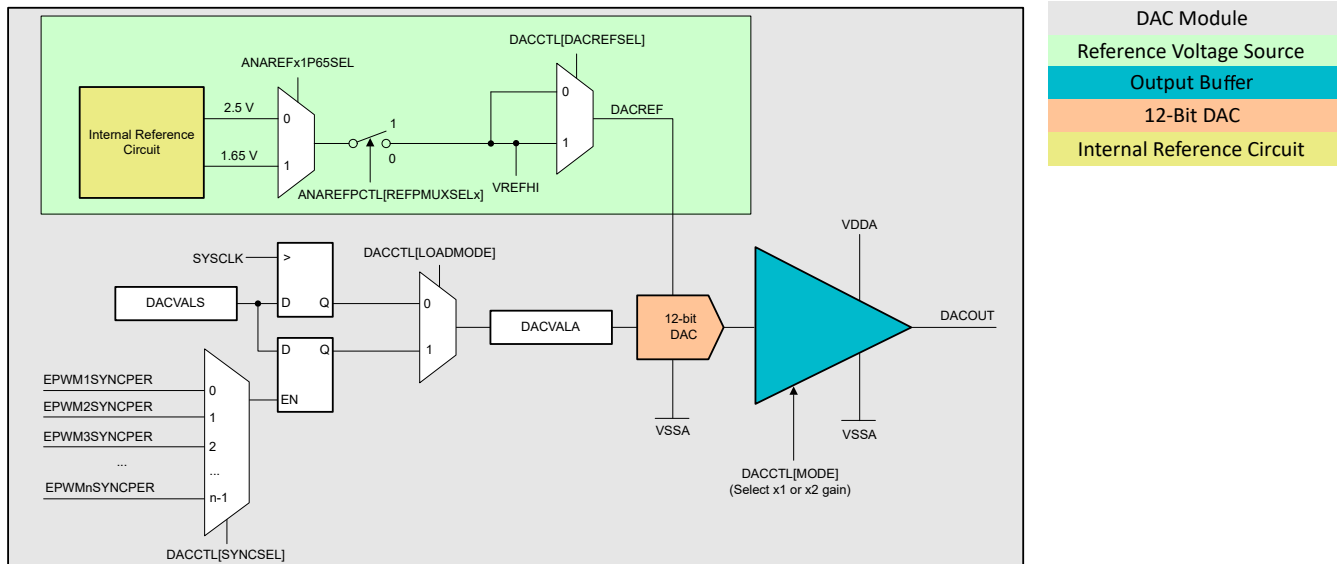 DACCTL[DACREFSEL]
ANAREFx1P65SEL
Internal Reference
Circuit
2.5 V
1.65 V
0
1
1
0
ANAREFPCTL[REFPMUXSELx]
VREFHI
0
1
DACREF
SYSCLK
>
D
Q
DACVALS
D
Q
EN
DACCTL[LOADMODE]
0
1
DACVALA
12-bit
DAC
VSSA
VDDA
VSSA
DACOUT
DACCTL[MODE]
(Select x1 or x2 gain)
EPWM1SYNCPER
EPWM2SYNCPER
EPWM3SYNCPER
...
EPWMnSYNCPER
0
1
2
...
n-1
DACCTL[SYNCSEL]
DAC Module
Reference Voltage Source
Output Buffer
12-Bit DAC
Internal Reference Circuit